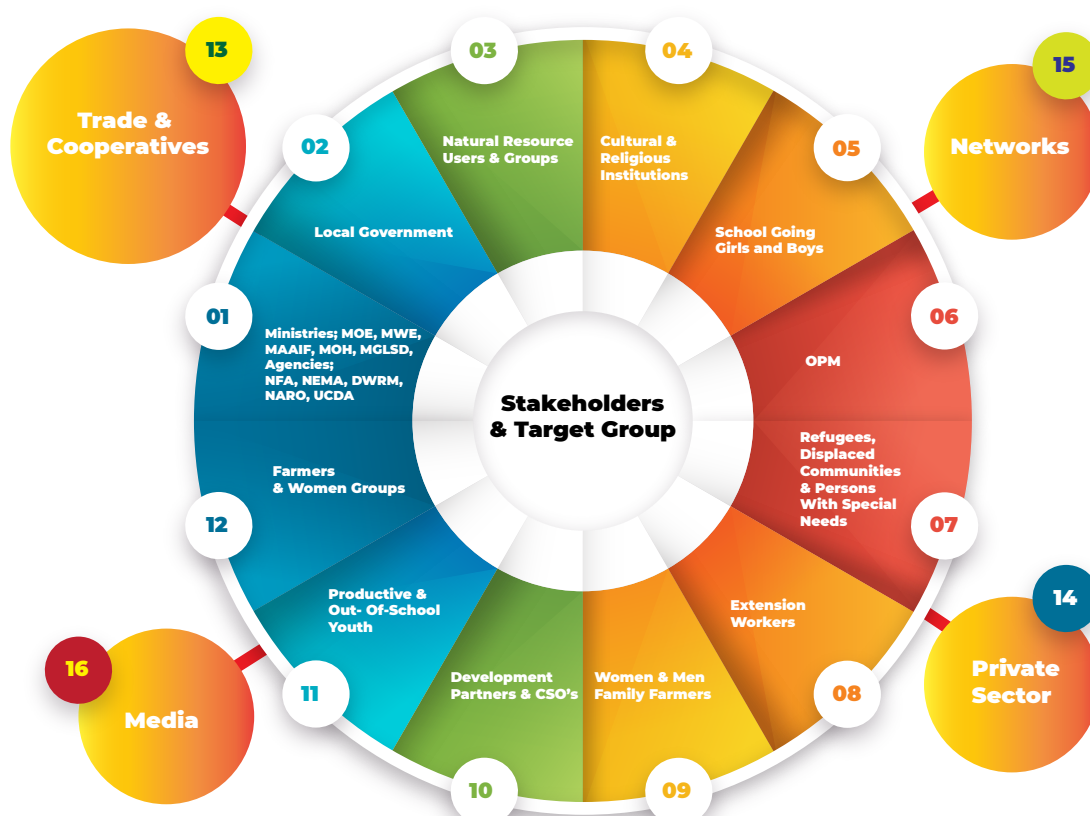 13
Trade &
Cooperatives
15
Networks
Stakeholders
& Target Group
01
Ministries; MOE, MWE,
MAAIF, MOH, MGLSD,
Agencies;
NFA, NEMA, DWRM,
NARO, UCDA
02
Local Government
03
Natural Resource
Users & Groups
04
Cultural &
Religious
Institutions
05
School Going
Girls and Boys
06
OPM
07
Refugees,
Displaced
Communities
& Persons
With Special
Needs
08
Extension
Workers
09
Women & Men
Family Farmers
10
Development
Partners & CSO's
11
Productive &
Out- Of-School
Youth
12
Farmers
& Women Groups
14
Private
Sector
16
Media